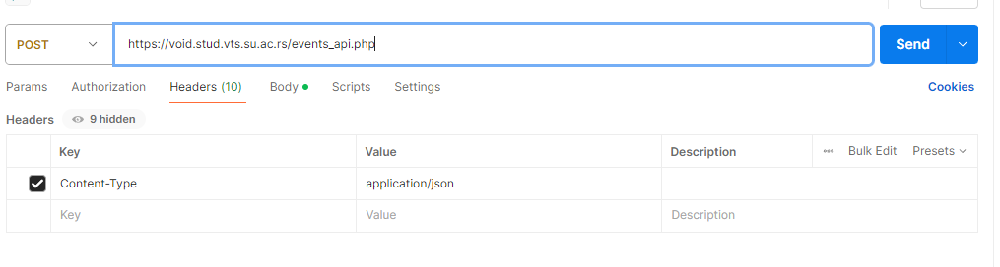 POST https://void.stud.vts.su.ac.rs/events_api.php Send
Params Authorization Headers (10) Body Scripts Settings Cookies
Headers 9 hidden
Key Value Description Bulk Edit Presets
Content-Type application/json
Key Value Description